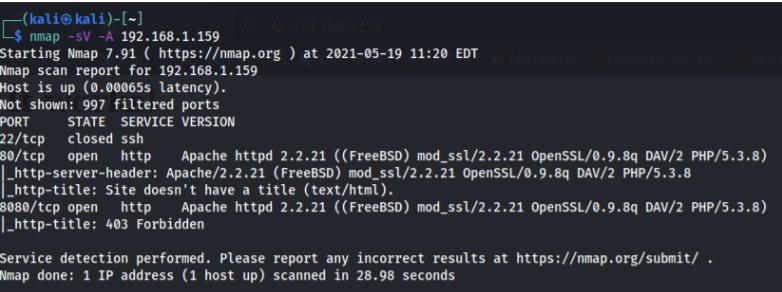 ┌──(kali㉿kali)-[~]
└─$ nmap -sV -A 192.168.1.159
Starting Nmap 7.91 ( https://nmap.org ) at 2021-05-19 11:20 EDT
Nmap scan report for 192.168.1.159
Host is up (0.00065s latency).
Not shown: 997 filtered ports
PORT     STATE  SERVICE VERSION
22/tcp   closed ssh
80/tcp   open   http    Apache httpd 2.2.21 ((FreeBSD) mod_ssl/2.2.21 OpenSSL/0.9.8q DAV/2 PHP/5.3.8)
|_http-server-header: Apache/2.2.21 (FreeBSD) mod_ssl/2.2.21 OpenSSL/0.9.8q DAV/2 PHP/5.3.8
|_http-title: Site doesn't have a title (text/html).
8080/tcp open   http    Apache httpd 2.2.21 ((FreeBSD) mod_ssl/2.2.21 OpenSSL/0.9.8q DAV/2 PHP/5.3.8)
|_http-title: 403 Forbidden

Service detection performed. Please report any incorrect results at https://nmap.org/submit/ .
Nmap done: 1 IP address (1 host up) scanned in 28.98 seconds